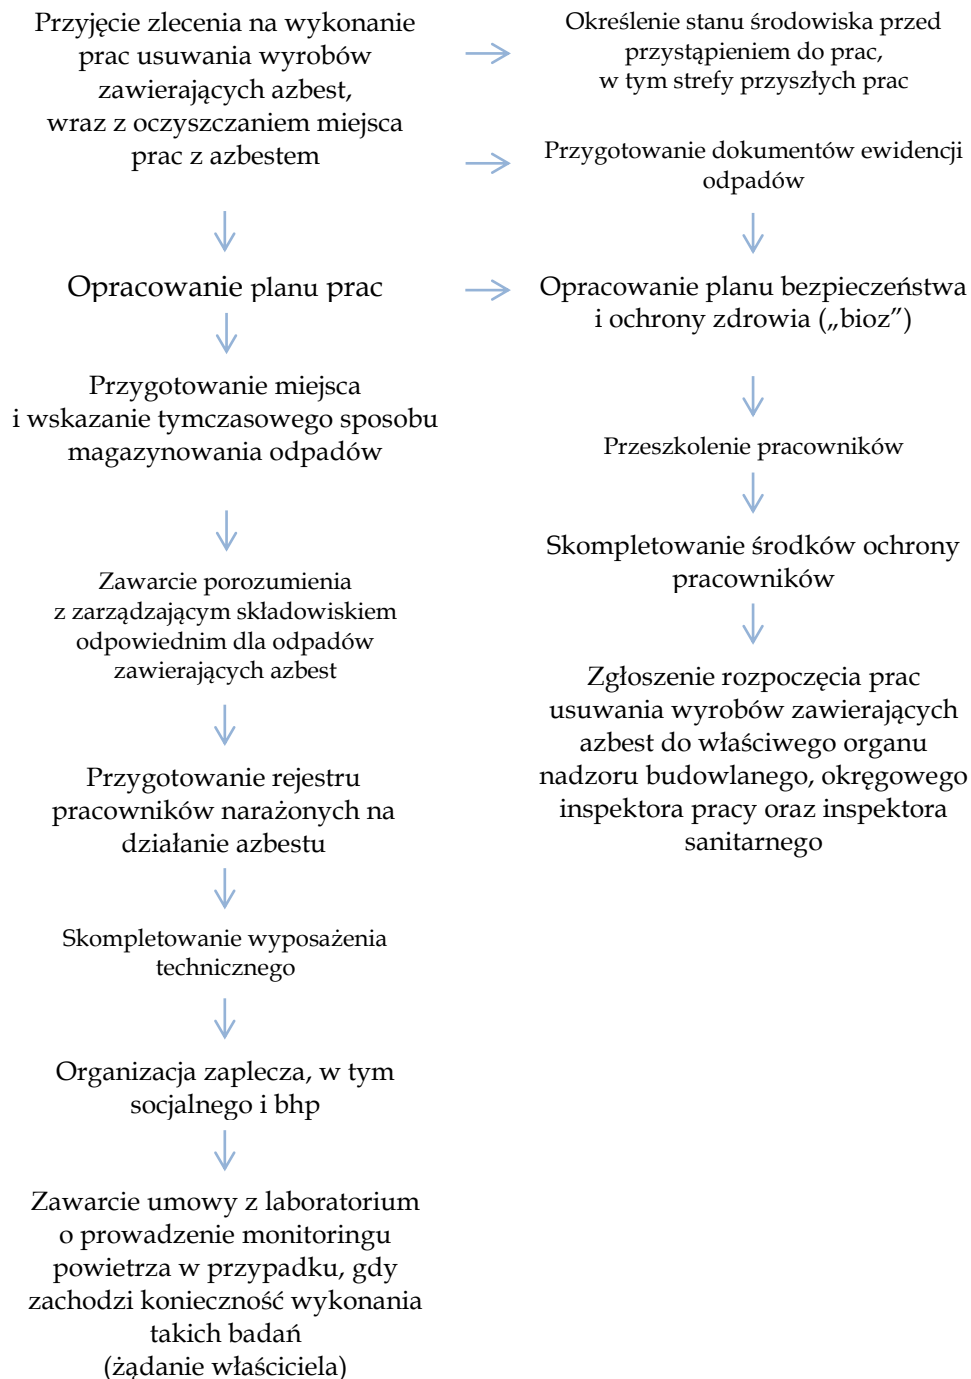 Przyjęcie zlecenia na wykonanie
prac usuwania wyrobów
zawierających azbest,
wraz z oczyszczaniem miejsca
prac z azbestem
Określenie stanu środowiska przed
przystąpieniem do prac,
w tym strefy przyszłych prac
Przygotowanie dokumentów ewidencji
odpadów
Opracowanie planu prac
Opracowanie planu bezpieczeństwa
i ochrony zdrowia („bioz”)
Przygotowanie miejsca
i wskazanie tymczasowego sposobu
magazynowania odpadów
Przeszkolenie pracowników
Skompletowanie środków ochrony
pracowników
Zawarcie porozumienia
z zarządzającym składowiskiem
odpowiednim dla odpadów
zawierających azbest
Zgłoszenie rozpoczęcia prac
usuwania wyrobów zawierających
azbest do właściwego organu
nadzoru budowlanego, okręgowego
inspektora pracy oraz inspektora
sanitarnego
Przygotowanie rejestru
pracowników narażonych na
działanie azbestu
Skompletowanie wyposażenia
technicznego
Organizacja zaplecza, w tym
socjalnego i bhp
Zawarcie umowy z laboratorium
o prowadzenie monitoringu
powietrza w przypadku, gdy
zachodzi konieczność wykonania
takich badań
(żądanie właściciela)